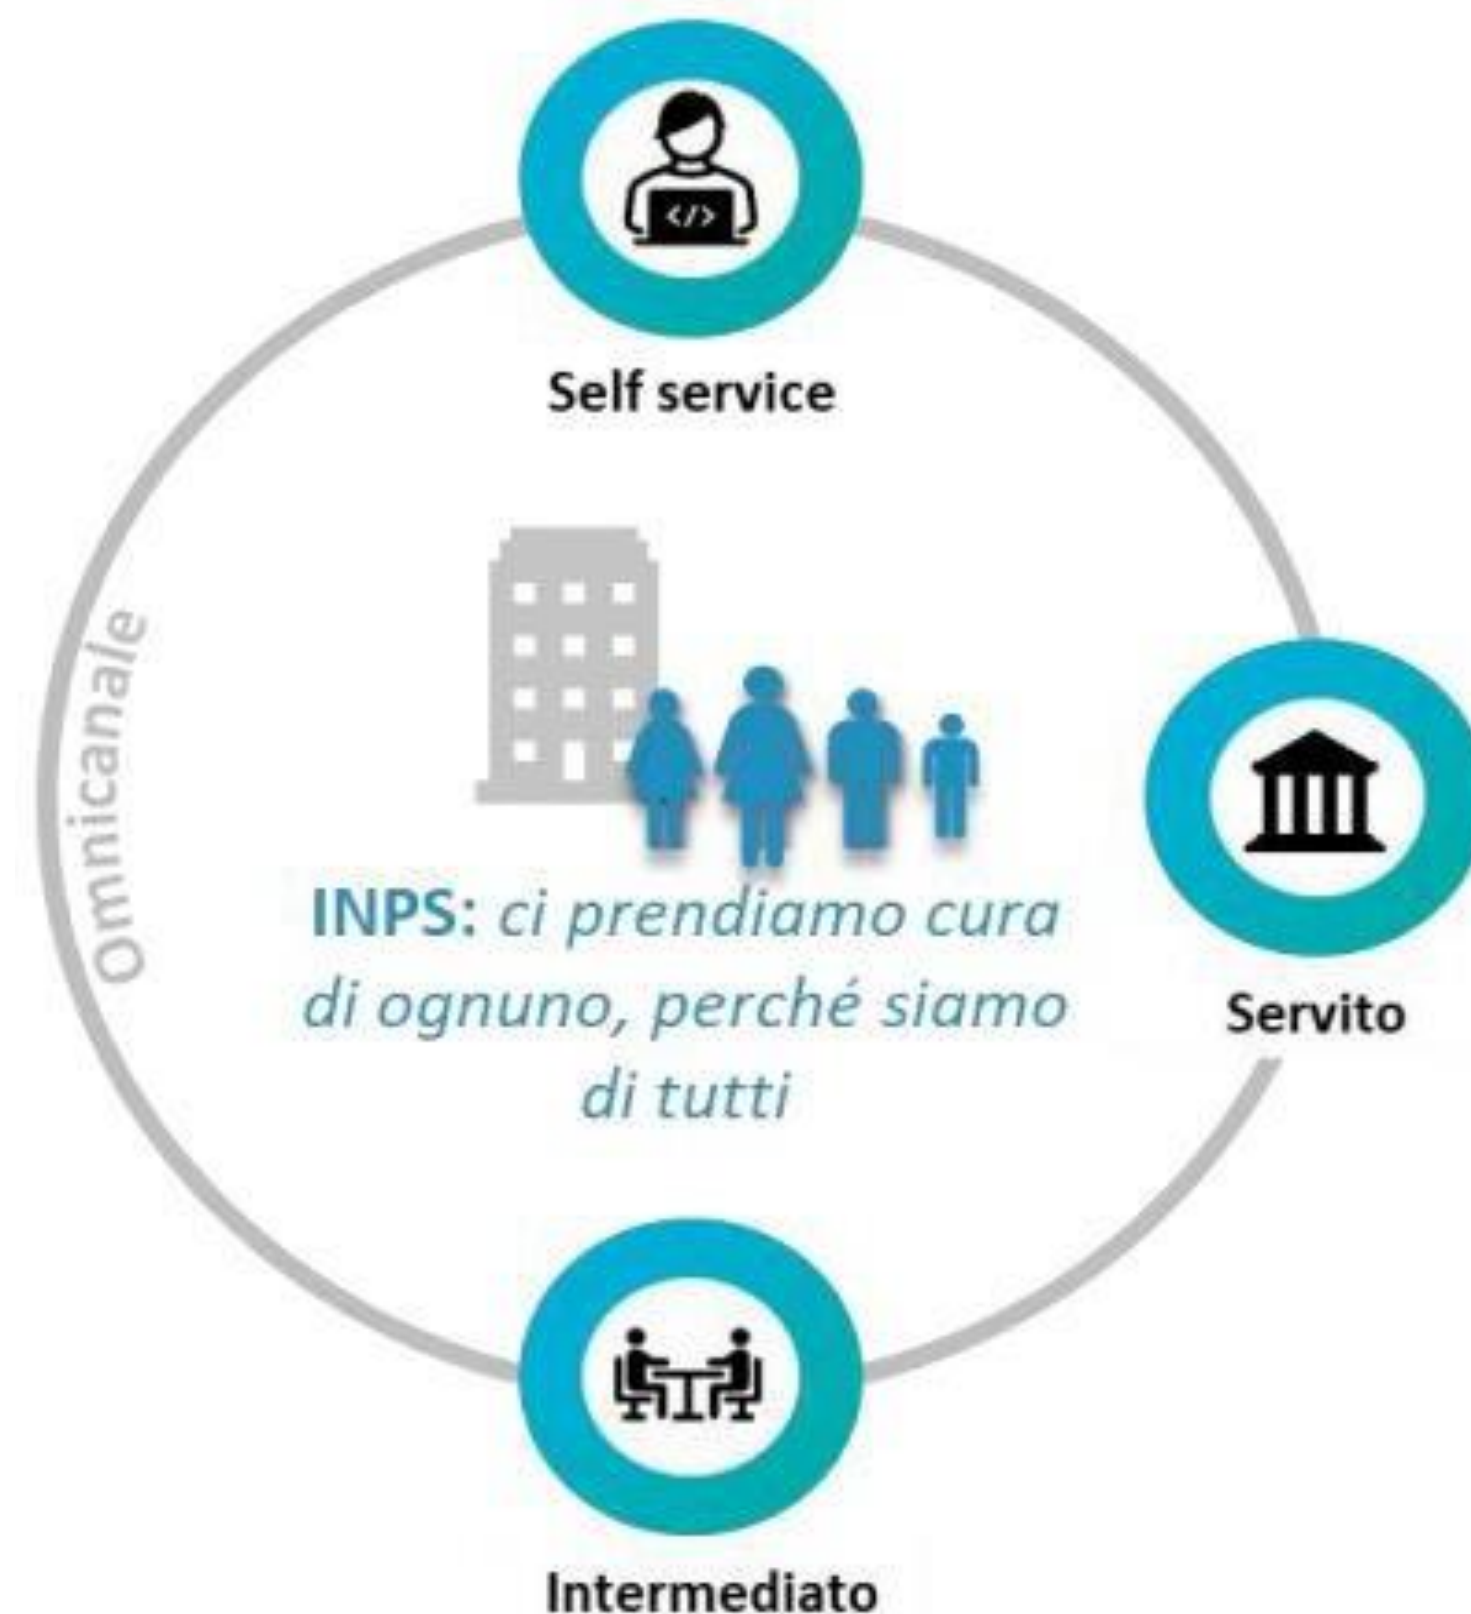 </>
Self service
Omnicanale
INPS: ci prendiamo cura
di ognuno, perché siamo
di tutti
Servito
Intermediato